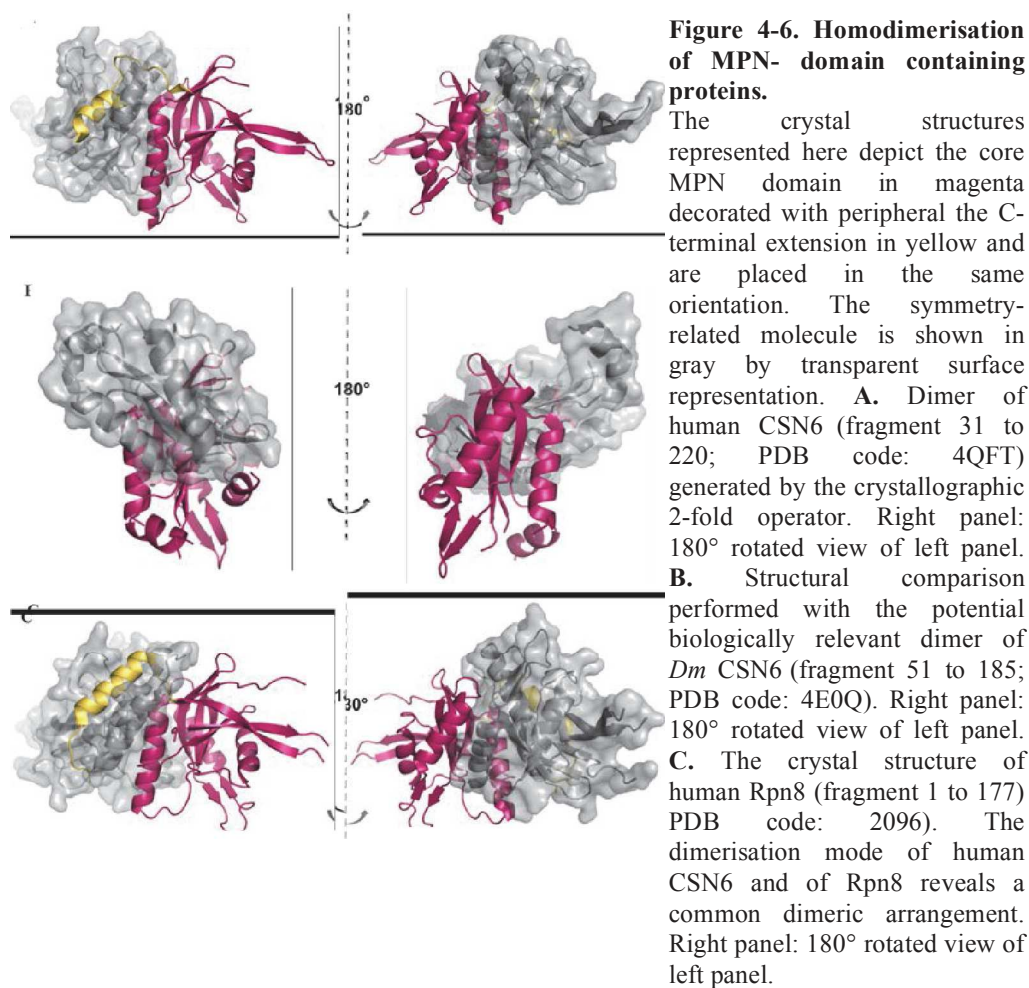 Figure 4-6. Homodimerisation
of MPN- domain containing
proteins.
The crystal structures
represented here depict the core
MPN domain in magenta
decorated with peripheral the C-
terminal extension in yellow and
are placed in the same
orientation. The symmetry-
related molecule is shown in
gray by transparent surface
representation. A. Dimer of
human CSN6 (fragment 31 to
220; PDB code: 4QFT)
generated by the crystallographic
2-fold operator. Right panel:
180° rotated view of left panel.
B. Structural comparison
performed with the potential
biologically relevant dimer of
Dm CSN6 (fragment 51 to 185;
PDB code: 4E0Q). Right panel:
180° rotated view of left panel.
C. The crystal structure of
human Rpn8 (fragment 1 to 177)
PDB code: 2096). The
dimerisation mode of human
CSN6 and of Rpn8 reveals a
common dimeric arrangement.
Right panel: 180° rotated view of
left panel.
180°
180°
C